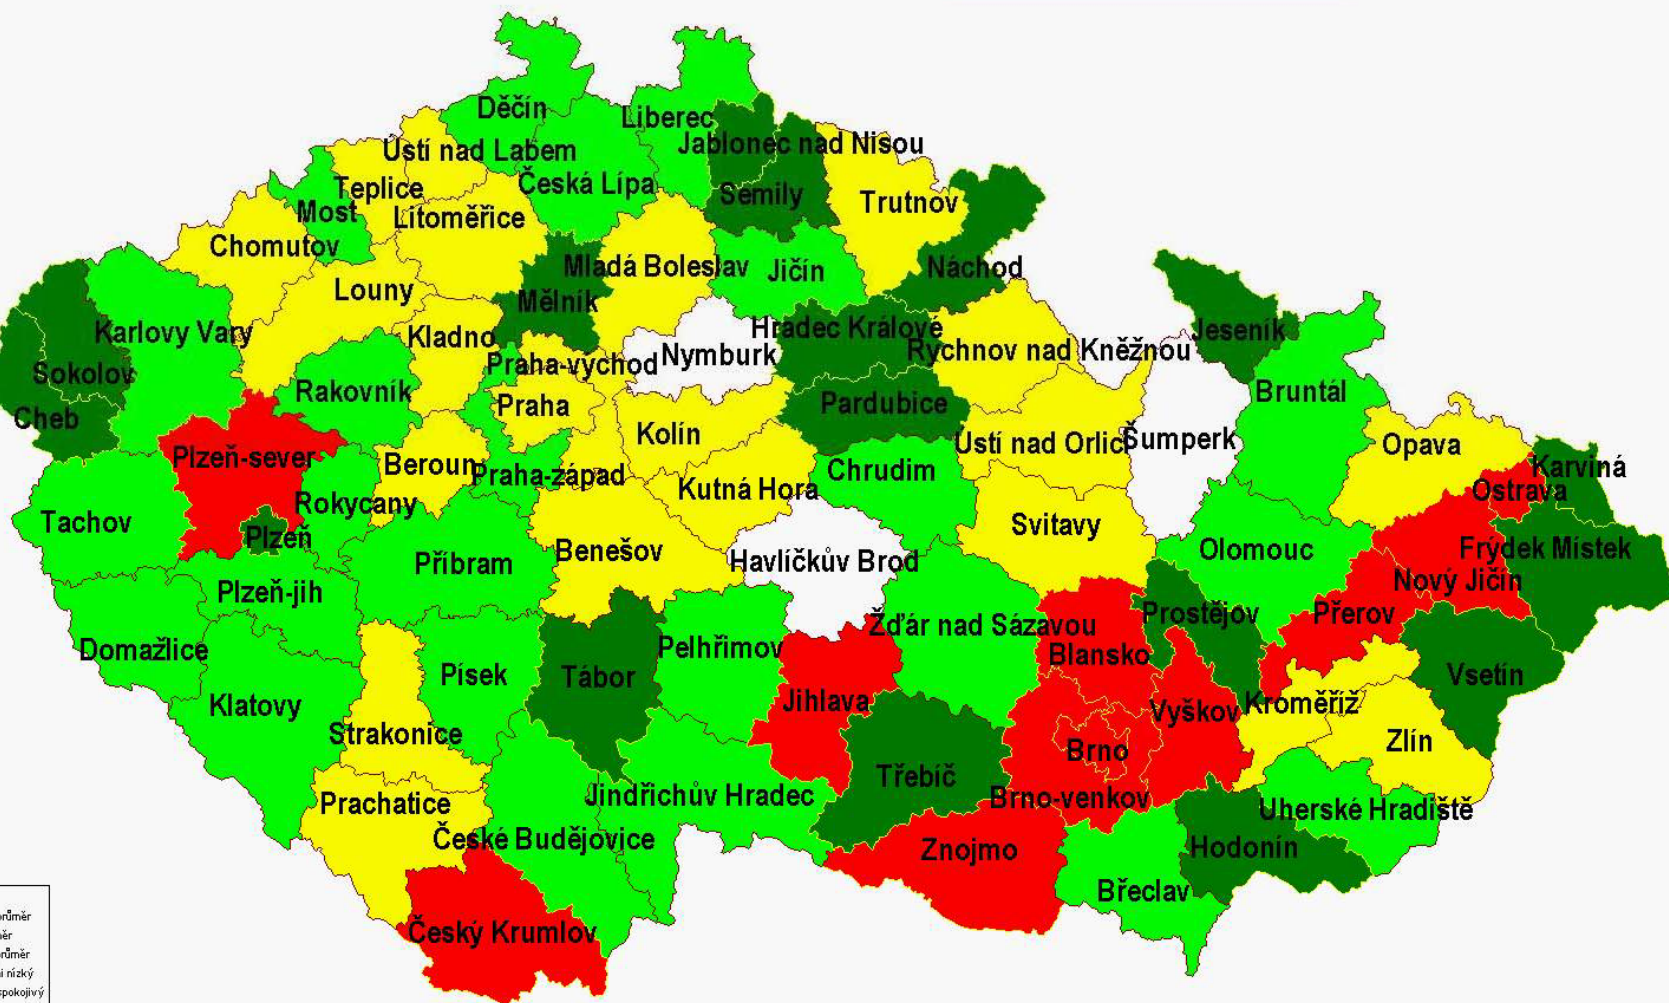 Děčín
Liberec
Jablonec nad Nisou
Ústí nad Labem
Česká Lípa
Teplice
Semily
Most
Litoměřice
Trutnov
Chomutov
Mladá Boleslav
Jičín
Náchod
Louny
Mělník
Karlovy Vary
Kladno
Hradec Králové
Jeseník
Nymburk
Rychnov nad Kněžnou
Praha-východ
Sokolov
Rakovník
Bruntál
Praha
Pardubice
Cheb
Kolín
Ústí nad Orlicí
Šumperk
Opava
Plzeň-sever
Beroun
Praha-západ
Chrudim
Karviná
Kutná Hora
Ostrava
Rokycany
Tachov
Svitavy
Plzeň
Benešov
Příbram
Havlíčkův Brod
Olomouc
Frýdek Místek
Nový Jičín
Plzeň-jih
Prostějov
Přerov
Žďár nad Sázavou
Domažlice
Pelhřimov
Blansko
Písek
Tábor
Vsetín
Klatovy
Jihlava
Vyškov
Kroměříž
Strakonice
Brno
Zlín
Třebíč
Jindřichův Hradec
Brno-venkov
Prachatice
Uherské Hradiště
České Budějovice
Znojmo
Hodonín
Břeclav
Český Krumlov
růměr
ěr
růměr
i nízký
spokojivý